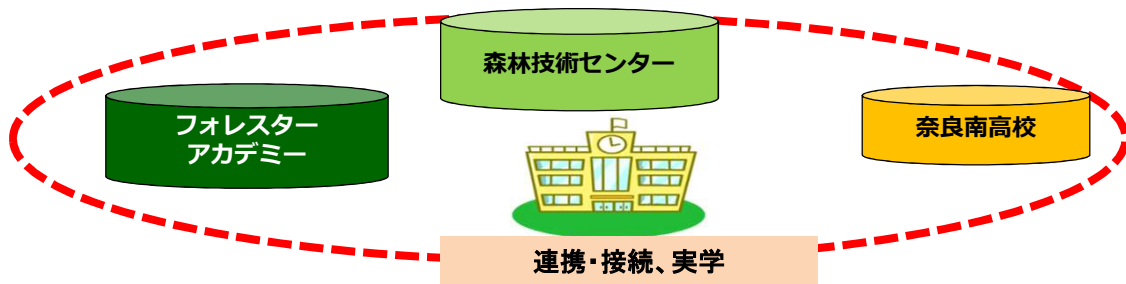 森林技術センター
フォレスター
アカデミー
奈良南高校
連携・接続、実学